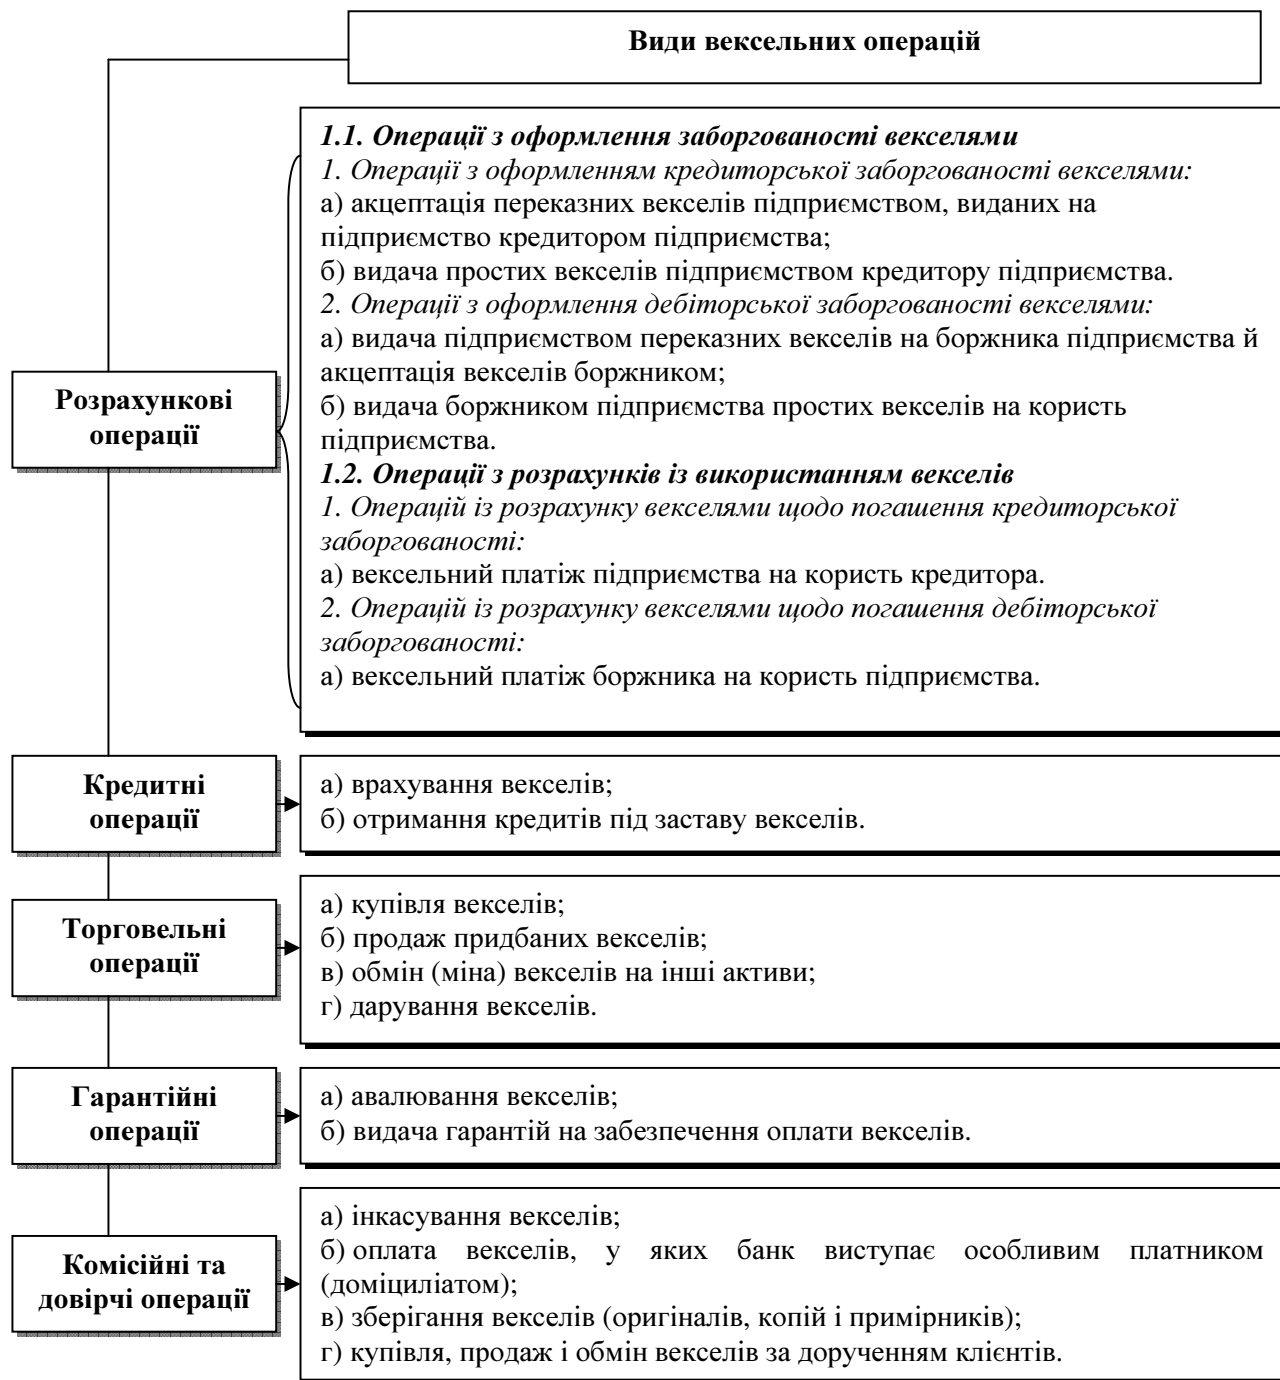 Види вексельних операцій
1.1. Операції з оформлення заборгованості векселями
1. Операції з оформленням кредиторської заборгованості векселями:
а) акцептація переказних векселів підприємством, виданих на
підприємство кредитором підприємства;
б) видача простих векселів підприємством кредитору підприємства.
2. Операції з оформлення дебіторської заборгованості векселями:
а) видача підприємством переказних векселів на боржника підприємства й
акцептація векселів боржником;
б) видача боржником підприємства простих векселів на користь
підприємства.
1.2. Операції з розрахунків із використанням векселів
1. Операцій із розрахунку векселями щодо погашення кредиторської
заборгованості:
а) вексельний платіж підприємства на користь кредитора.
2. Операцій із розрахунку векселями щодо погашення дебіторської
заборгованості:
а) вексельний платіж боржника на користь підприємства.
Розрахункові
операції
Кредитні
операції
а) врахування векселів;
б) отримання кредитів під заставу векселів.
Торговельні
операції
а) купівля векселів;
б) продаж придбаних векселів;
в) обмін (міна) векселів на інші активи;
г) дарування векселів.
Гарантійні
операції
а) авалювання векселів;
б) видача гарантій на забезпечення оплати векселів.
Комісійні та
довірчі операції
а) інкасування векселів;
б) оплата векселів, у яких банк виступає особливим платником
(доміциліатом);
в) зберігання векселів (оригіналів, копій і примірників);
г) купівля, продаж і обмін векселів за дорученням клієнтів.